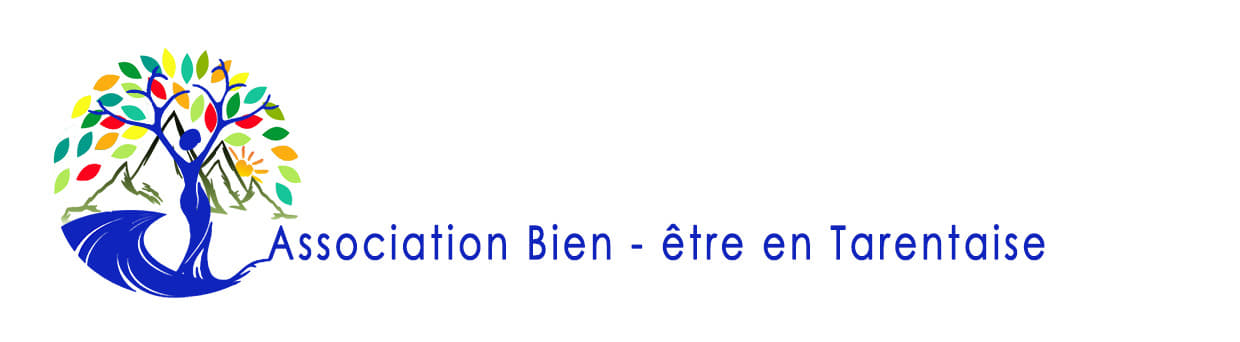 Association Bien - être en Tarentaise